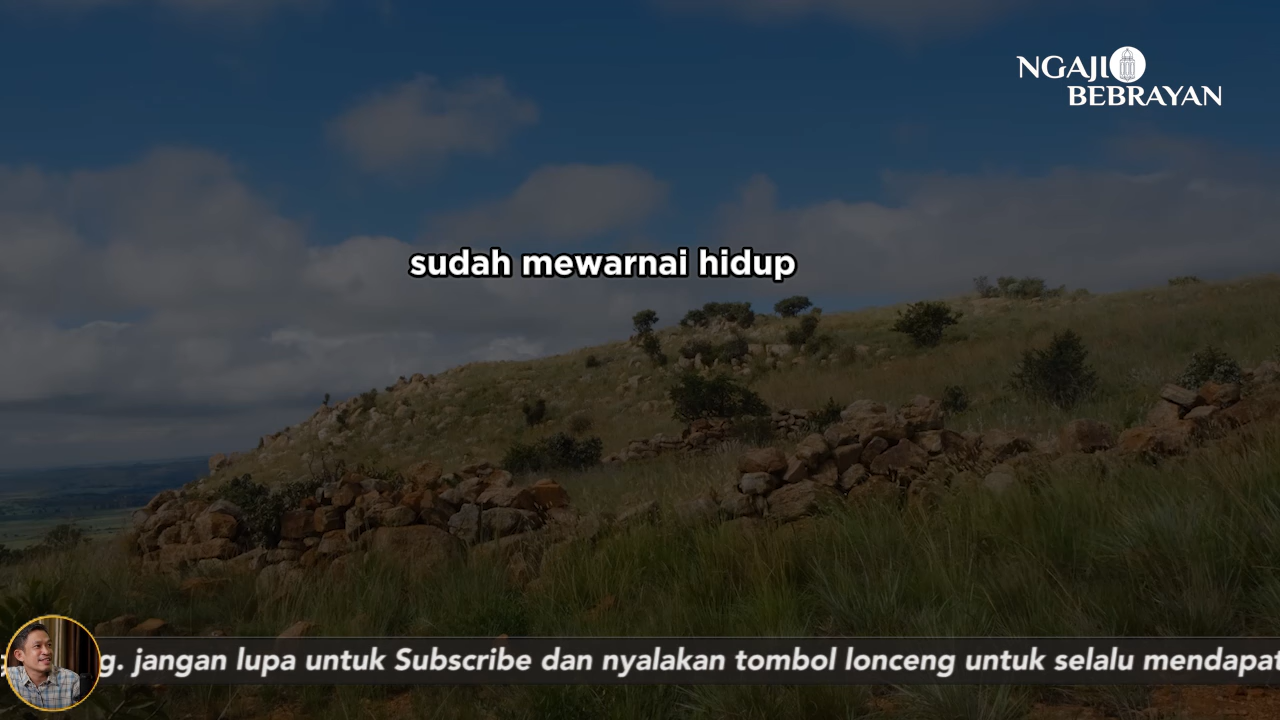 NGAJI
BEBRAYAN
sudah mewarnai hidup
g. jangan lupa untuk Subscribe dan nyalakan tombol lonceng untuk selalu mendapat